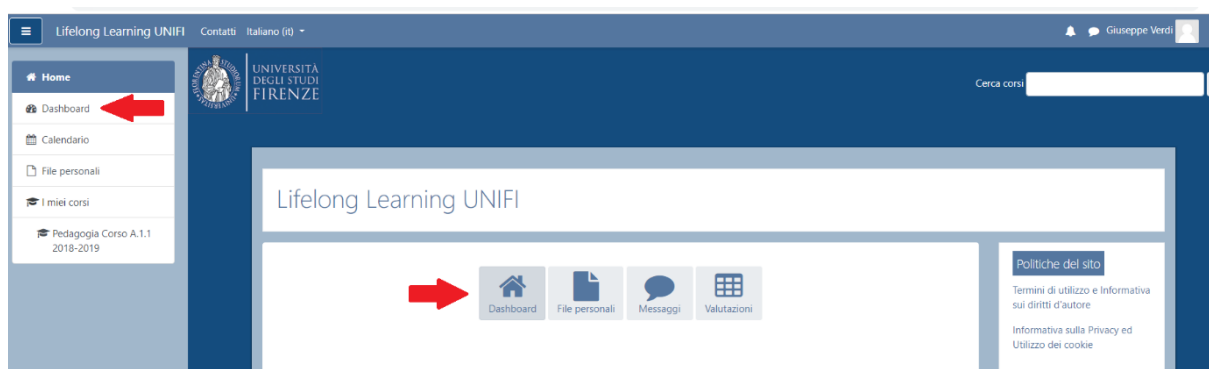 Lifelong Learning UNIFI Contatti Italiano (it) Giuseppe Verdi
Home
Dashboard
Calendario
File personali
I miei corsi
Pedagogia Corso A.1.1
2018-2019
UNIVERSITÀ
DEGLI STUDI
FIRENZE
Cerca corsi
Lifelong Learning UNIFI
Dashboard File personali Messaggi Valutazioni
Politiche del sito
Termini di utilizzo e Informativa
sui diritti d'autore
Informativa sulla Privacy ed
Utilizzo dei cookie